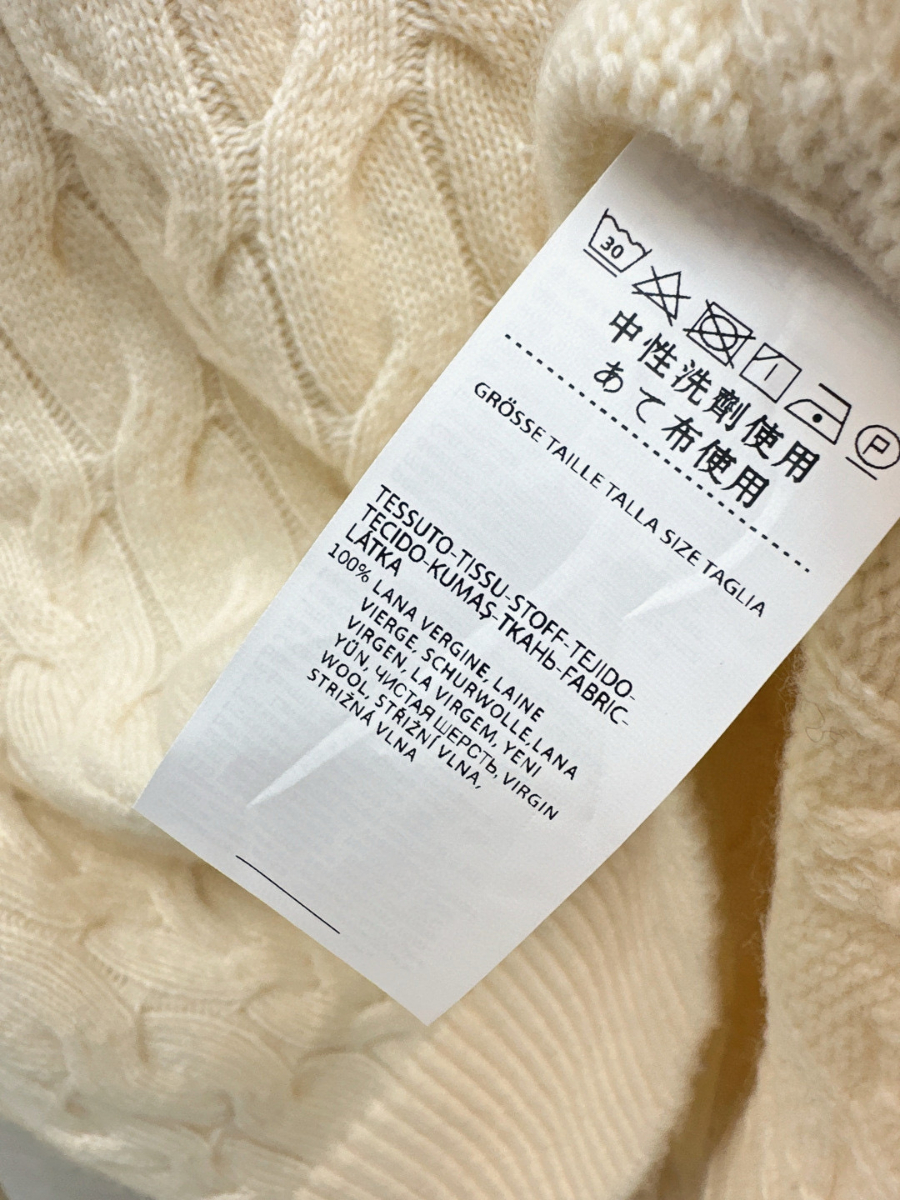 30
中性洗剤使用
あて布使用
P
GRÖSSE TAILLE TALLA SIZE TAGLIA
TESSUTO-TISSU-STOFF-TEJIDO-
TECIDO-KUMAŞ-ТКАНЬ-FABRIC-
LÁTKA
100% LANA VERGINE, LAINE
VIERGE, SCHURWOLLE,LANA
VIRGEN, LA VIRGEM, YENI
YÜN, ЧИСТАЯ ШЕРСТЬ, VIRGIN
WOOL, STŘIŽNÍ VLNA,
STRIŽNÁ VLNA